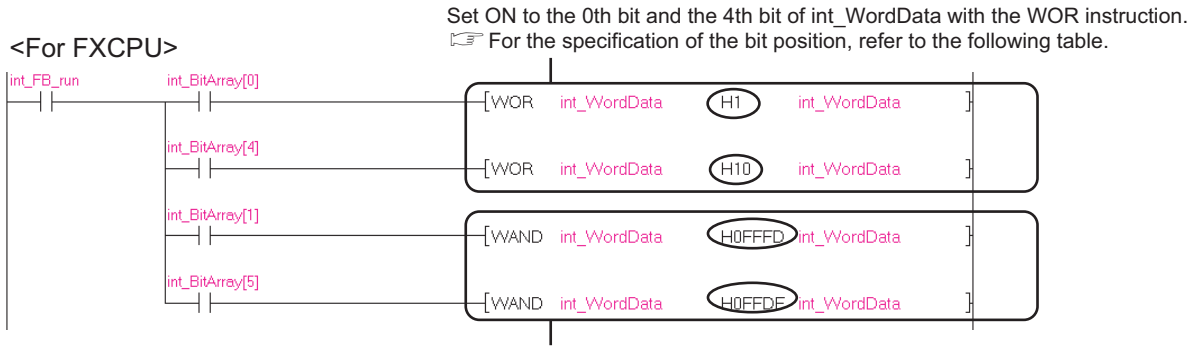 Set ON to the 0th bit and the 4th bit of int_WordData with the WOR instruction.
☞ For the specification of the bit position, refer to the following table.
<For FXCPU>
int_FB_run int_BitArray[0]
[WOR int_WordData H1 int_WordData ]
int_BitArray[4]
[WOR int_WordData H10 int_WordData ]
int_BitArray[1]
[WAND int_WordData H0FFFD int_WordData ]
int_BitArray[5]
[WAND int_WordData H0FFDF int_WordData ]